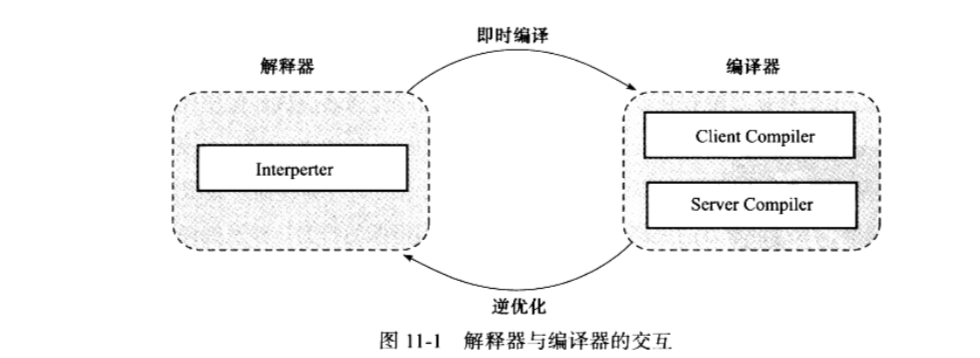 即时编译
解释器
编译器
Interperter
Client Compiler
Server Compiler
逆优化
图 11-1 解释器与编译器的交互